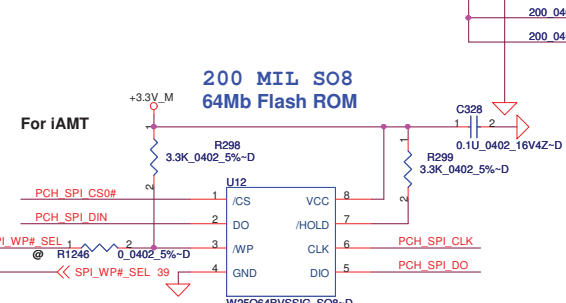 200_04
200_04
200 MIL SO8
64Mb Flash ROM
+3.3V_M
For iAMT
C328
1 2
0.1U_0402_16V4Z~D
1
R298
3.3K_0402_5%~D
2
1
R299
3.3K_0402_5%~D
2
U12
PCH_SPI_CS0# 1 /CS VCC 8
PCH_SPI_DIN 2 DO /HOLD 7
PI_WP#_SEL 1 2 3 /WP CLK 6 PCH_SPI_CLK
@ R1246 0_0402_5%~D
SPI_WP#_SEL 39 4 GND DIO 5 PCH_SPI_DO
W25Q64BVSSIG_SO8~D